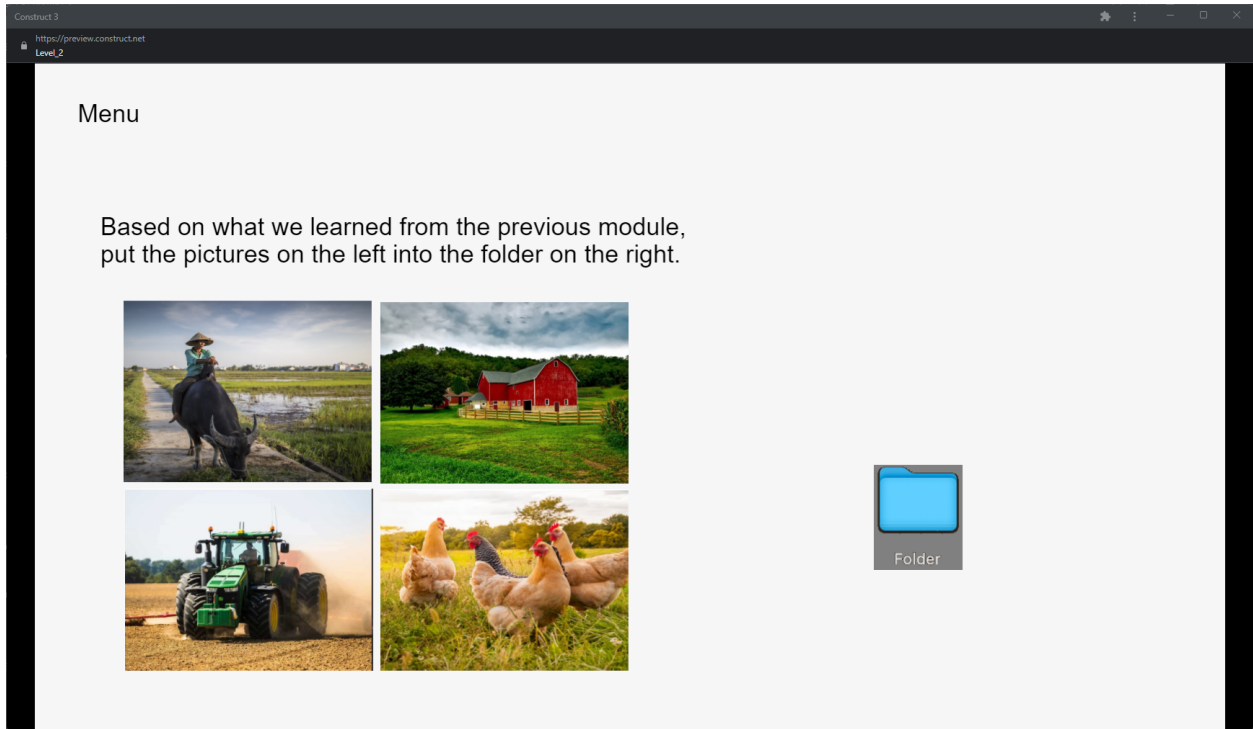 Construct 3
https://preview.construct.net
Level_2
Menu
Based on what we learned from the previous module,
put the pictures on the left into the folder on the right.
Folder